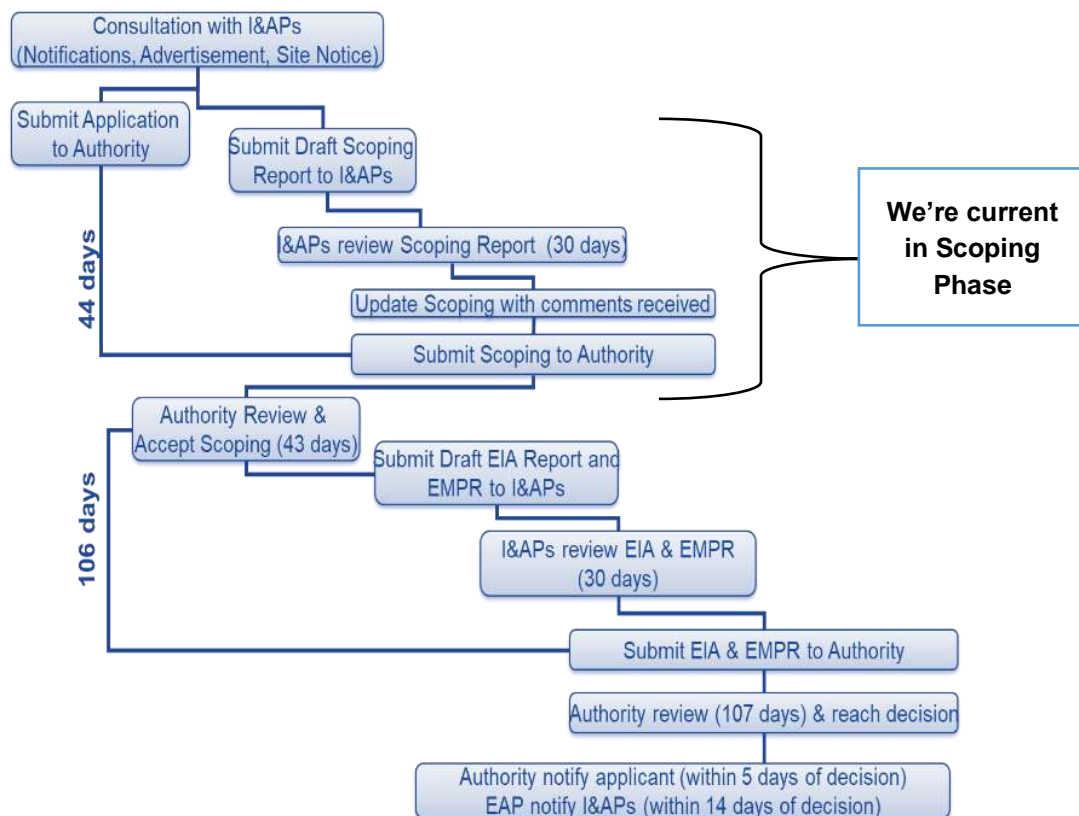 Consultation with I&APs
(Notifications, Advertisement, Site Notice)
Submit Application
to Authority
Submit Draft Scoping
Report to I&APs
I&APs review Scoping Report (30 days)
Update Scoping with comments received
Submit Scoping to Authority
44 days
We're current
in Scoping
Phase
Authority Review &
Accept Scoping (43 days)
Submit Draft EIA Report and
EMPR to I&APs
I&APs review EIA & EMPR
(30 days)
106 days
Submit EIA & EMPR to Authority
Authority review (107 days) & reach decision
Authority notify applicant (within 5 days of decision)
EAP notify I&APs (within 14 days of decision)